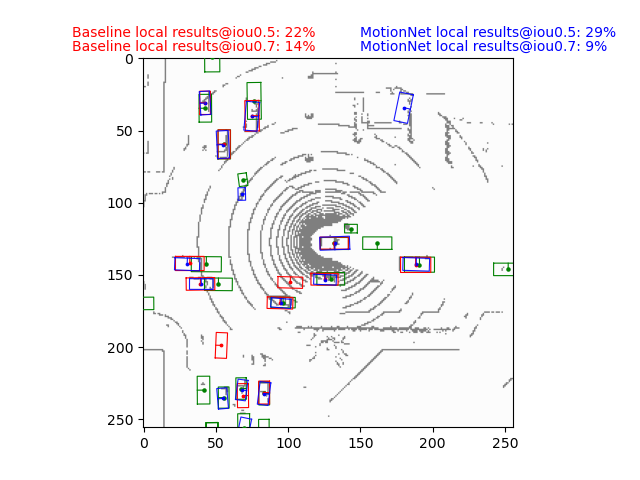 Baseline local results@iou0.5: 22% MotionNet local results@iou0.5: 29%
Baseline local results@iou0.7: 14% MotionNet local results@iou0.7: 9%
0
50
100
150
200
250
0 50 100 150 200 250